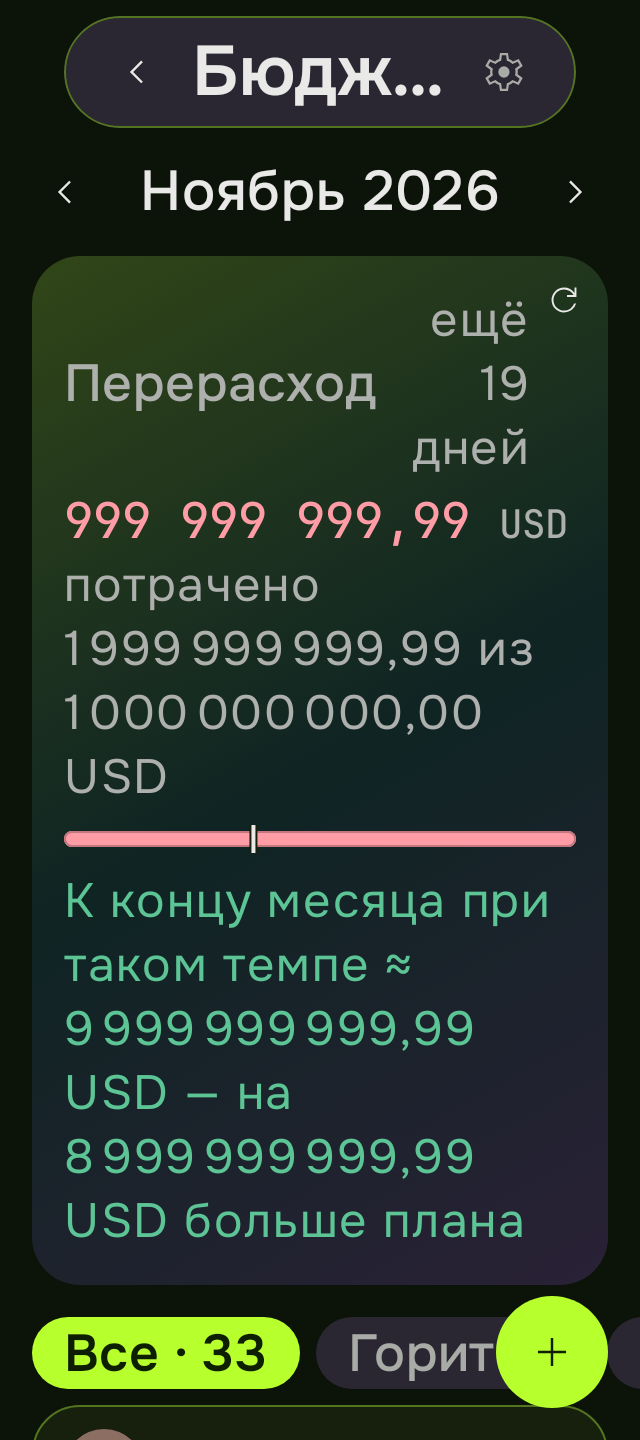 Бюдж...
Ноябрь 2026
ещё
Перерасход 19
дней
999 999 999,99 USD
потрачено
1 999 999 999,99 из
1 000 000 000,00
USD
К концу месяца при
таком темпе ≈
9 999 999 999,99
USD — на
8 999 999 999,99
USD больше плана
Все · 33 Горит